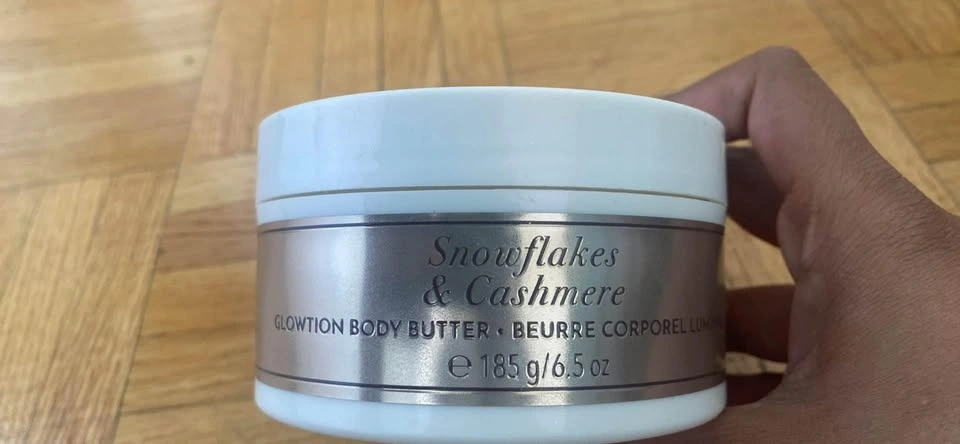 Snowflakes
& Cashmere
GLOWTION BODY BUTTER • BEURRE CORPOREL
℮ 185 g/6.5 oz